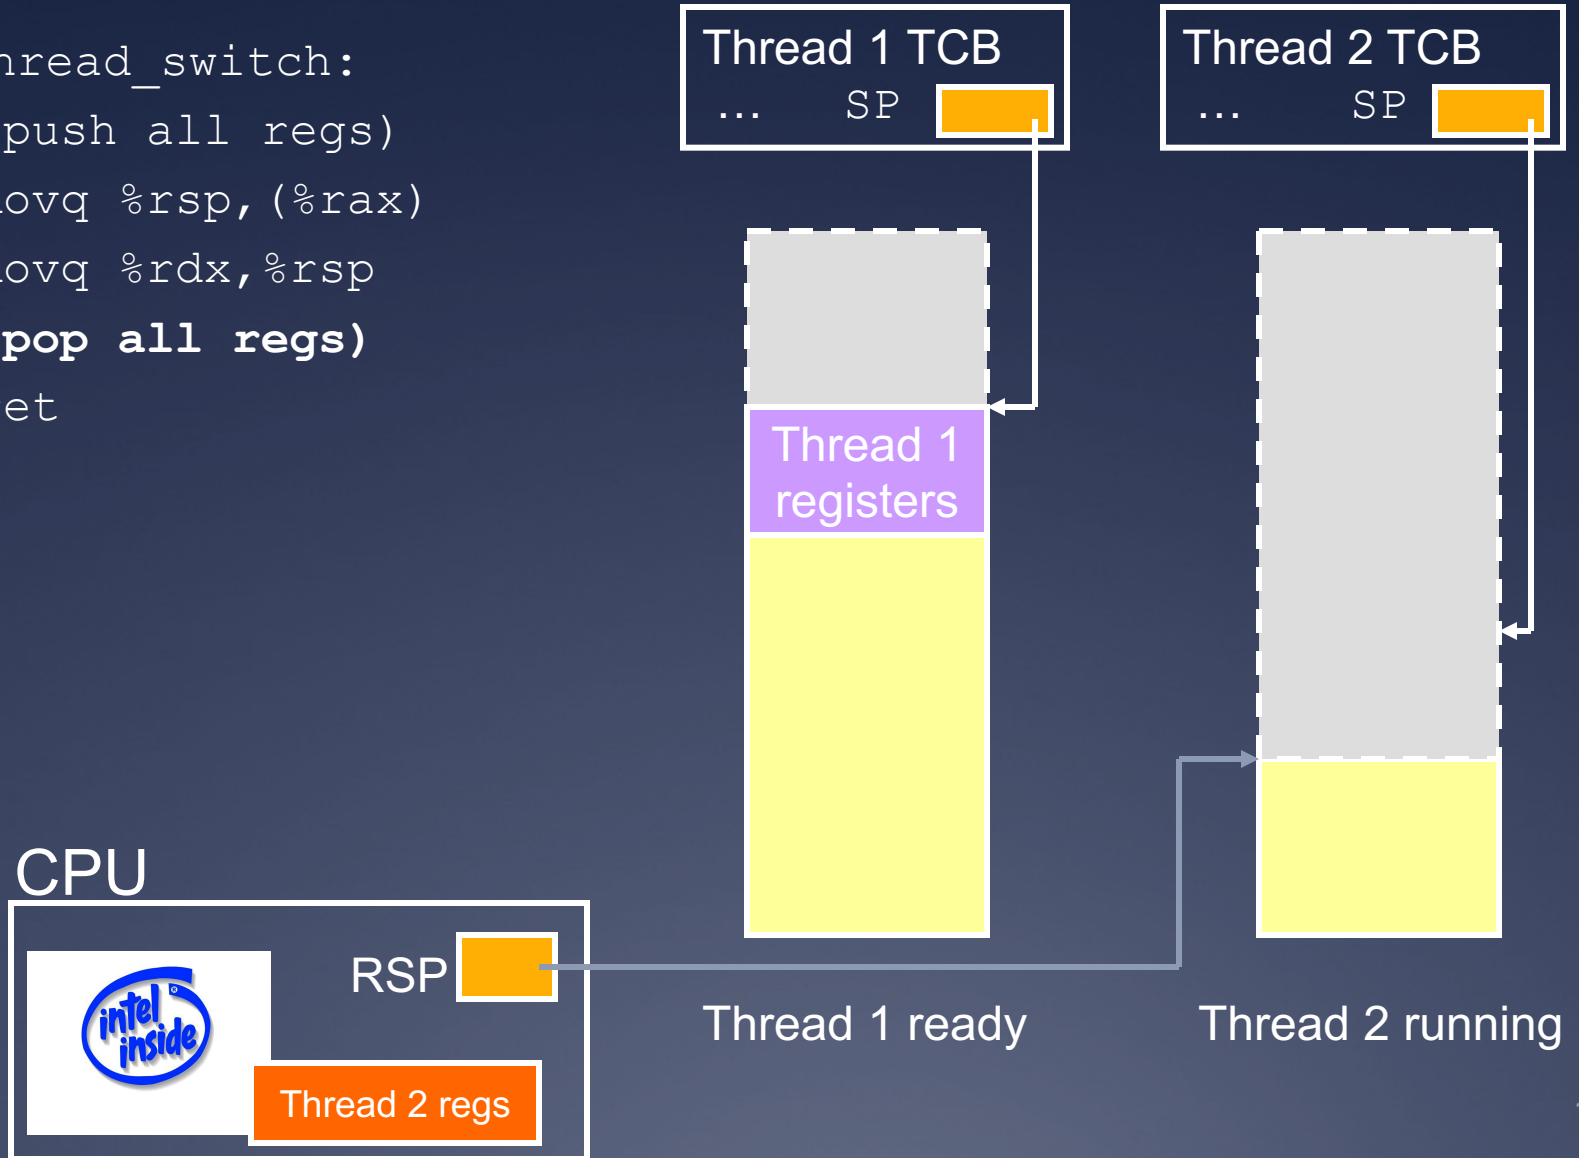 hread_switch:
push all regs)
ovq %rsp,(%rax)
ovq %rdx,%rsp
pop all regs)
et
Thread 1 TCB
... SP
Thread 2 TCB
... SP
Thread 1
registers
CPU
RSP
intel
inside
Thread 2 regs
Thread 1 ready
Thread 2 running